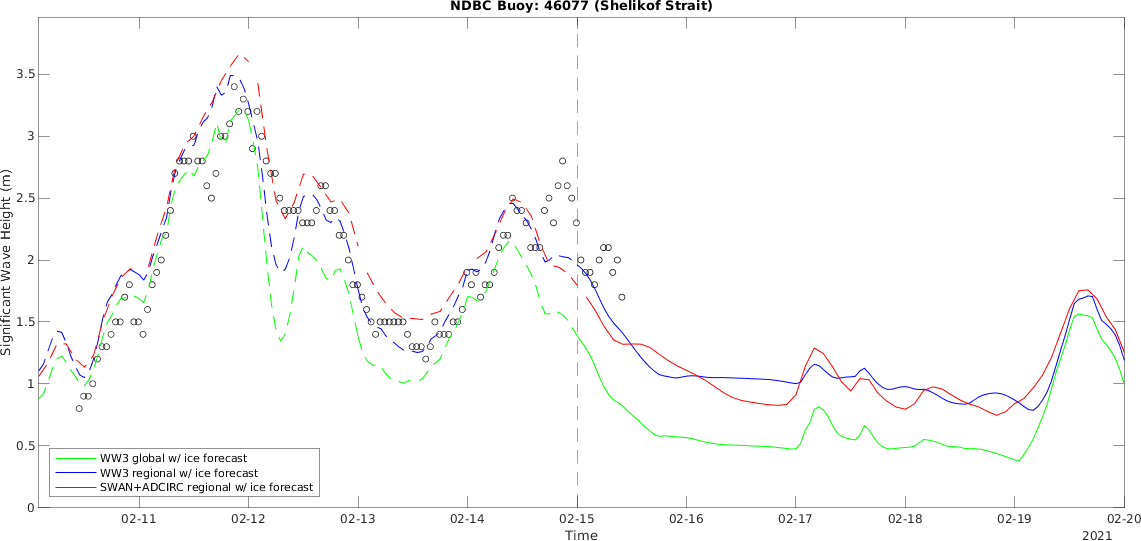 NDBC Buoy: 46077 (Shelikof Strait)
Significant Wave Height (m)
3.5
3
2.5
2
1.5
1
0.5
0
WW3 global w/ ice forecast
WW3 regional w/ ice forecast
SWAN+ADCIRC regional w/ ice forecast
02-11 02-12 02-13 02-14 02-15 02-16 02-17 02-18 02-19 02-20
Time
2021